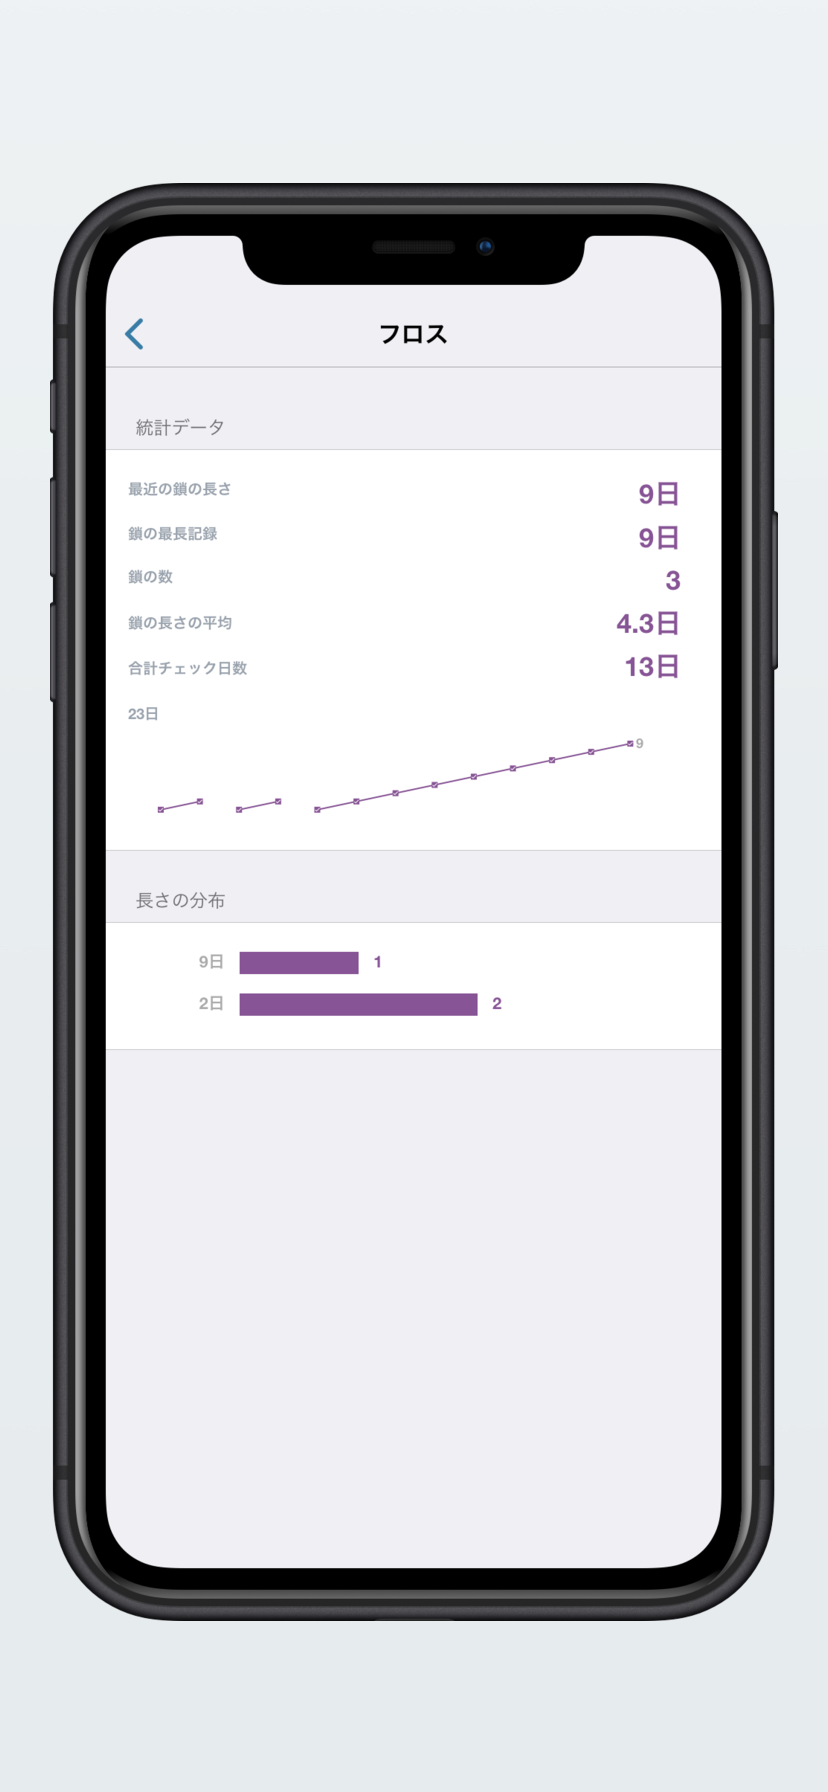 フロス
統計データ
最近の鎖の長さ 9日
鎖の最長記録 9日
鎖の数 3
鎖の長さの平均 4.3日
合計チェック日数 13日
23日
9
長さの分布
9日 1
2日 2